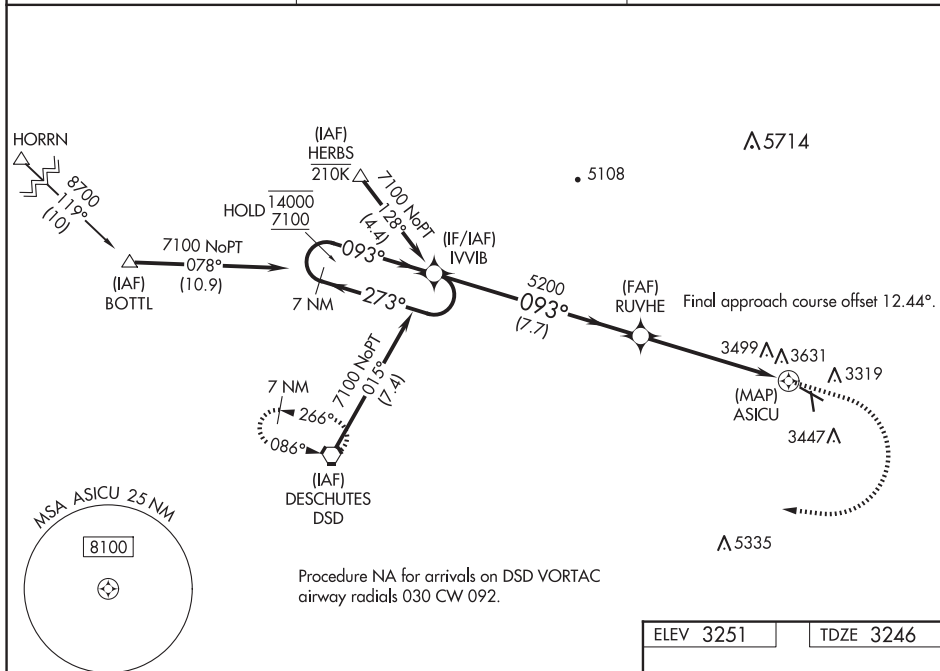 HORRN
8700
119°
(10)
(IAF)
BOTTL
7100 NoPT
078°
(10.9)
HOLD 14000
7100
(IAF)
HERBS
210K
7100 NoPT
128°
(4.4)
(IF/IAF)
IVVIB
093°
273°
7 NM
5108
5714
5200
093°
(7.7)
(FAF)
RUVHE
Final approach course offset 12.44°.
3499
3631
3319
(MAP)
ASICU
3447
7100 NoPT
015°
(7.4)
7 NM
266°
086°
(IAF)
DESCHUTES
DSD
MSA ASICU 25 NM
8100
5335
Procedure NA for arrivals on DSD VORTAC
airway radials 030 CW 092.
ELEV 3251
TDZE 3246